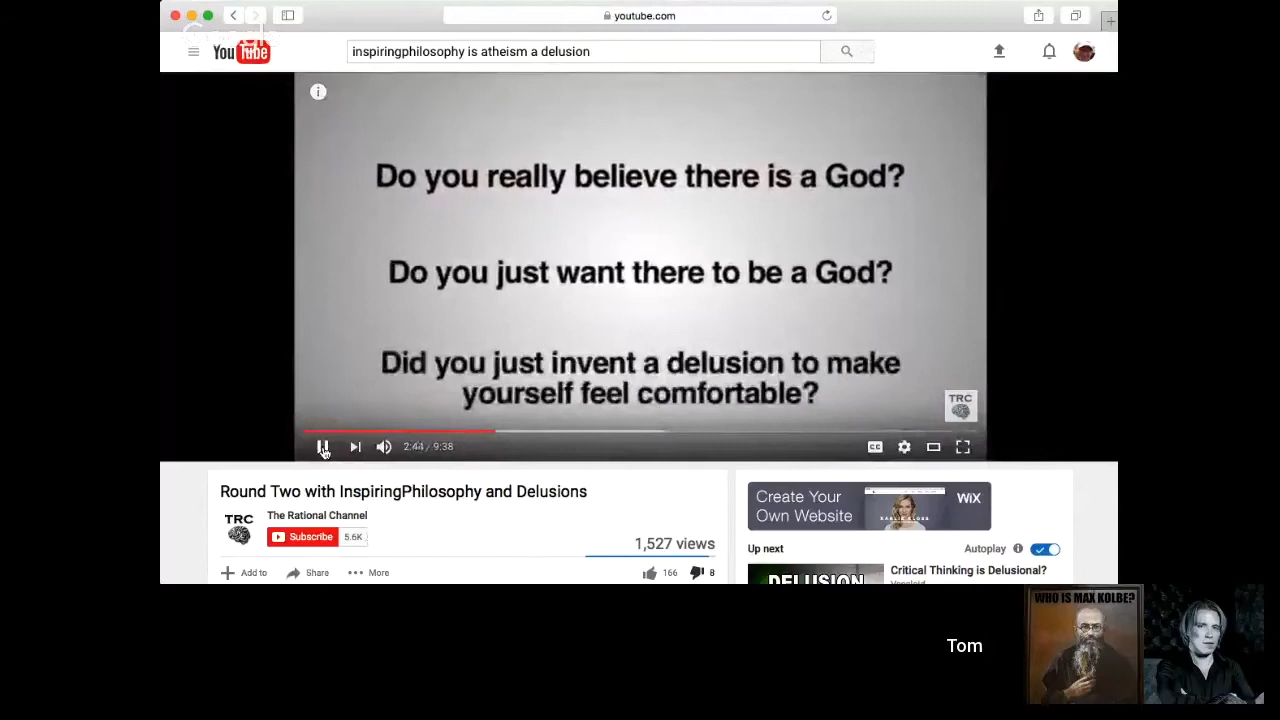 youtube.com
Google
YouTube
inspiringphilosophy is atheism a delusion
Do you really believe there is a God?
Do you just want there to be a God?
Did you just invent a delusion to make
yourself feel comfortable?
TRC
2:44 / 9:38
CC
Round Two with InspiringPhilosophy and Delusions
TRC
The Rational Channel
Subscribe 5.6K
1,527 views
Add to Share More
166 8
Create Your
Own Website
WiX
KARLIE KLOSS
Up next
Autoplay
DELUSION
Critical Thinking is Delusional?
WHO IS MAX KOLBE?
Tom